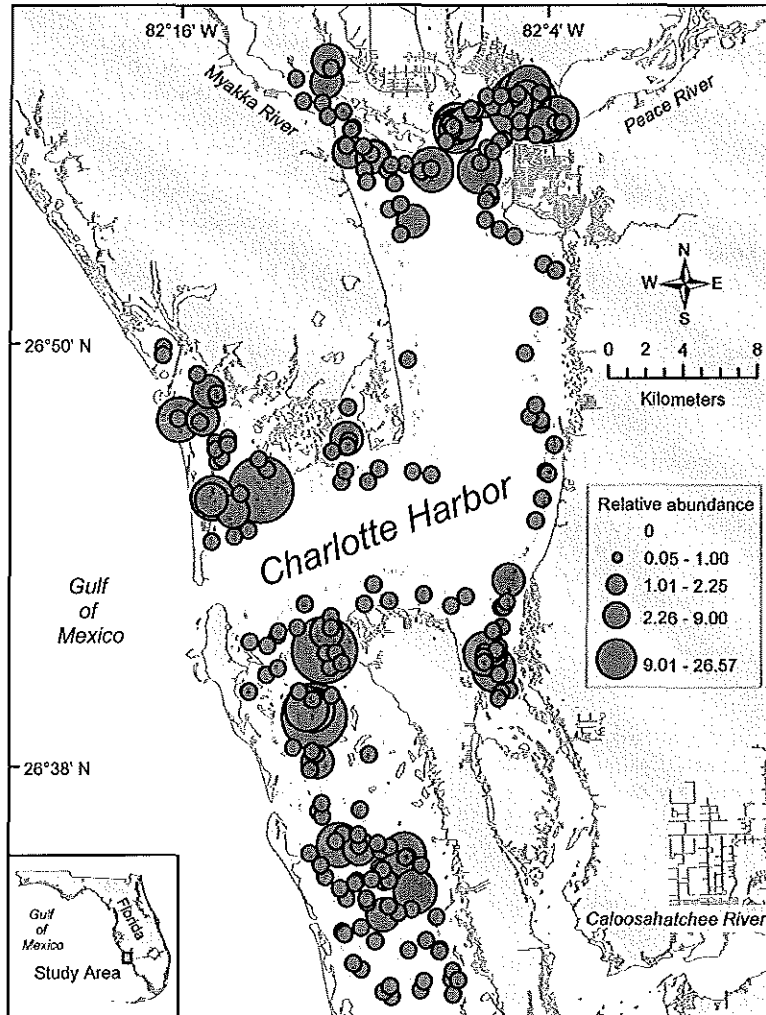 82°16' W
82°4' W
Myakka River
Peace River
N
W E
S
26°50' N
0 2 4 8
Kilometers
Charlotte Harbor
Relative abundance
0
0.05 - 1.00
1.01 - 2.25
2.26 - 9.00
9.01 - 26.57
Gulf
of
Mexico
26°38' N
Caloosahatchee River
Gulf
of
Mexico
Florida
Study Area